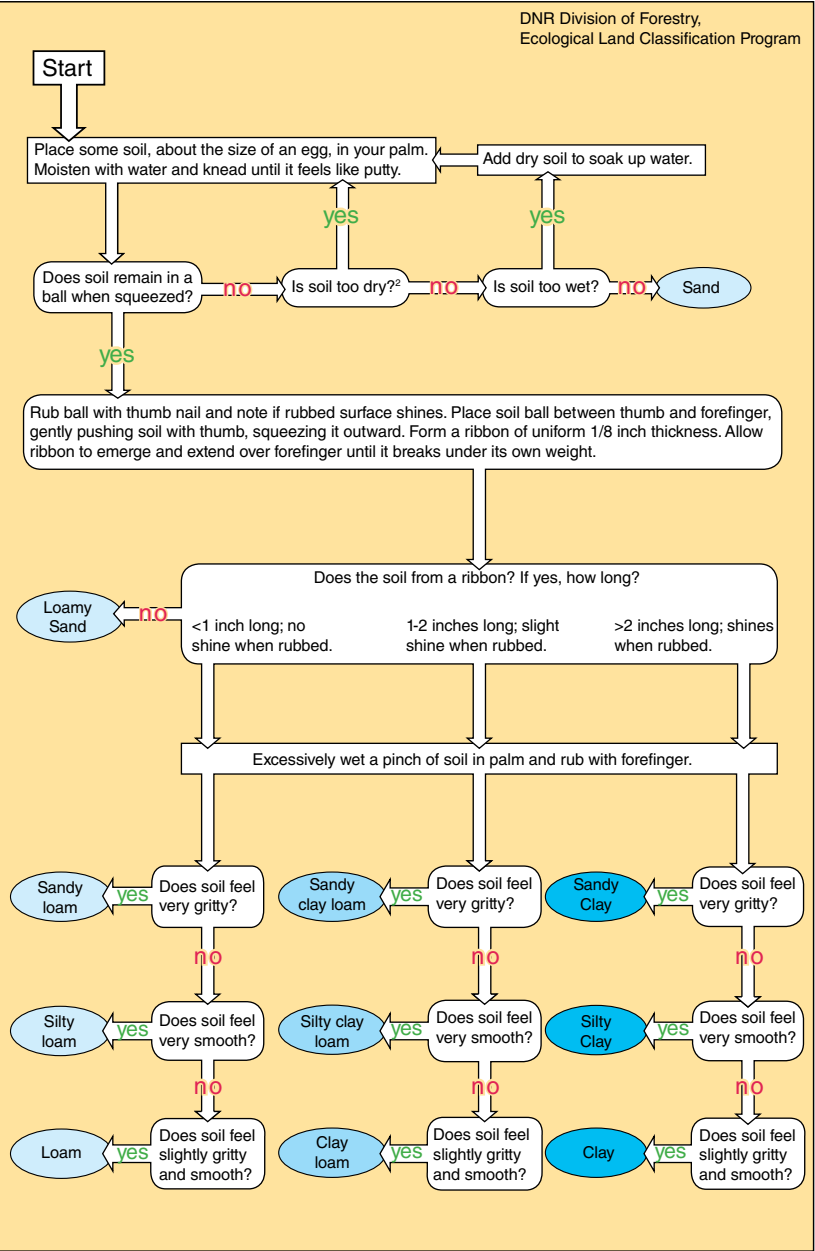 DNR Division of Forestry,
Ecological Land Classification Program
Start
Place some soil, about the size of an egg, in your palm.
Moisten with water and knead until it feels like putty.
Add dry soil to soak up water.
yes
yes
Does soil remain in a
ball when squeezed?
no
Is soil too dry?²
no
Is soil too wet?
no
Sand
yes
Rub ball with thumb nail and note if rubbed surface shines. Place soil ball between thumb and forefinger,
gently pushing soil with thumb, squeezing it outward. Form a ribbon of uniform 1/8 inch thickness. Allow
ribbon to emerge and extend over forefinger until it breaks under its own weight.
Does the soil from a ribbon? If yes, how long?
Loamy
Sand
no
<1 inch long; no
shine when rubbed.
1-2 inches long; slight
shine when rubbed.
>2 inches long; shines
when rubbed.
Excessively wet a pinch of soil in palm and rub with forefinger.
Sandy
loam
yes
Does soil feel
very gritty?
Sandy
clay loam
yes
Does soil feel
very gritty?
Sandy
Clay
yes
Does soil feel
very gritty?
no
no
no
Silty
loam
yes
Does soil feel
very smooth?
Silty clay
loam
yes
Does soil feel
very smooth?
Silty
Clay
yes
Does soil feel
very smooth?
no
no
no
Loam
yes
Does soil feel
slightly gritty
and smooth?
Clay
loam
yes
Does soil feel
slightly gritty
and smooth?
Clay
yes
Does soil feel
slightly gritty
and smooth?